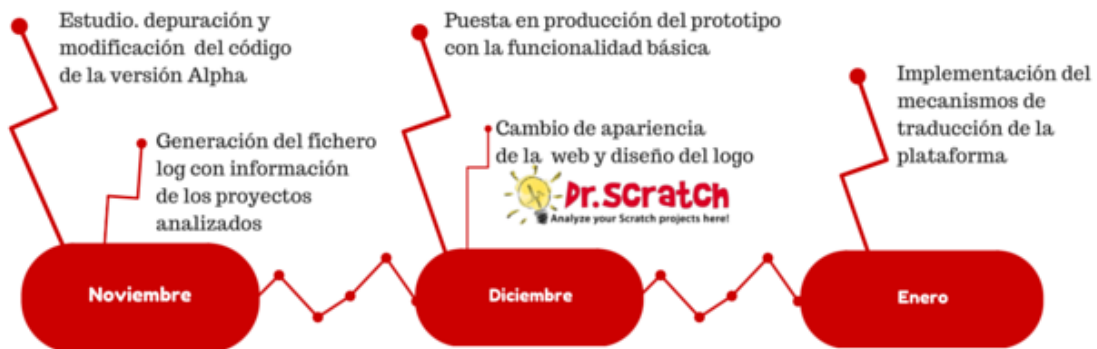 Estudio. depuración y
modificación del código
de la versión Alpha
Generación del fichero
log con información
de los proyectos
analizados
Noviembre
Puesta en producción del prototipo
con la funcionalidad básica
Cambio de apariencia
de la web y diseño del logo
Dr.Scratch
Analyze your Scratch projects here!
Diciembre
Implementación del
mecanismos de
traducción de la
plataforma
Enero